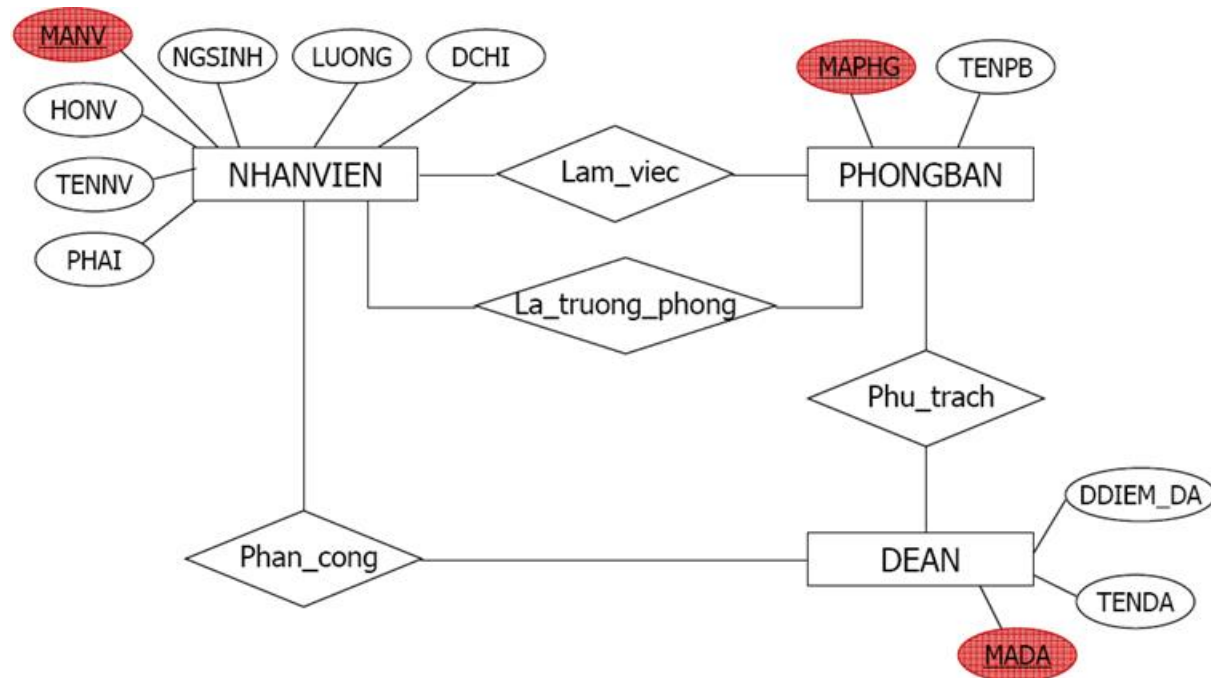 MANV
NGSINH
LUONG
DCHI
MAPHG
TENPB
HONV
TENNV
PHAI
NHANVIEN
Lam_viec
PHONGBAN
La_truong_phong
Phu_trach
DDIEM_DA
Phan_cong
DEAN
TENDA
MADA